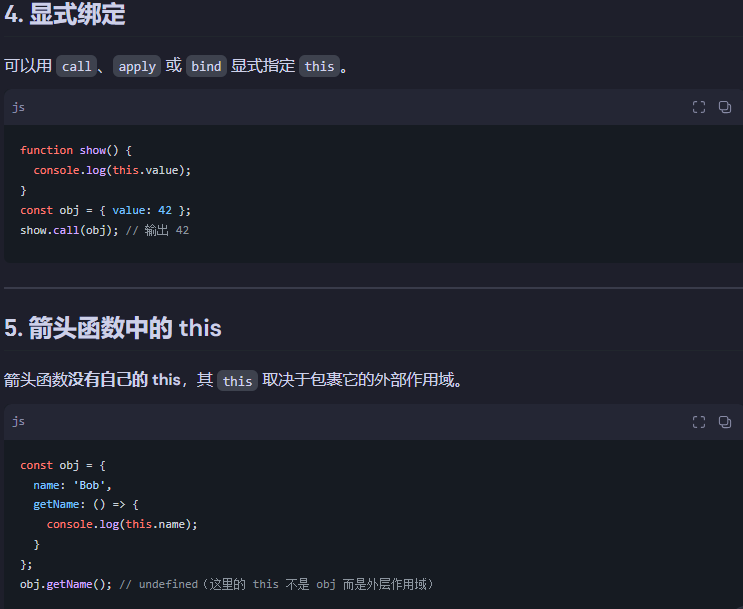 4. 显式绑定
可以用 call、apply 或 bind 显式指定 this。
js
function show() {
  console.log(this.value);
}
const obj = { value: 42 };
show.call(obj); // 输出 42
5. 箭头函数中的 this
箭头函数没有自己的 this，其 this 取决于包裹它的外部作用域。
js
const obj = {
  name: 'Bob',
  getName: () => {
    console.log(this.name);
  }
};
obj.getName(); // undefined（这里的 this 不是 obj 而是外层作用域）